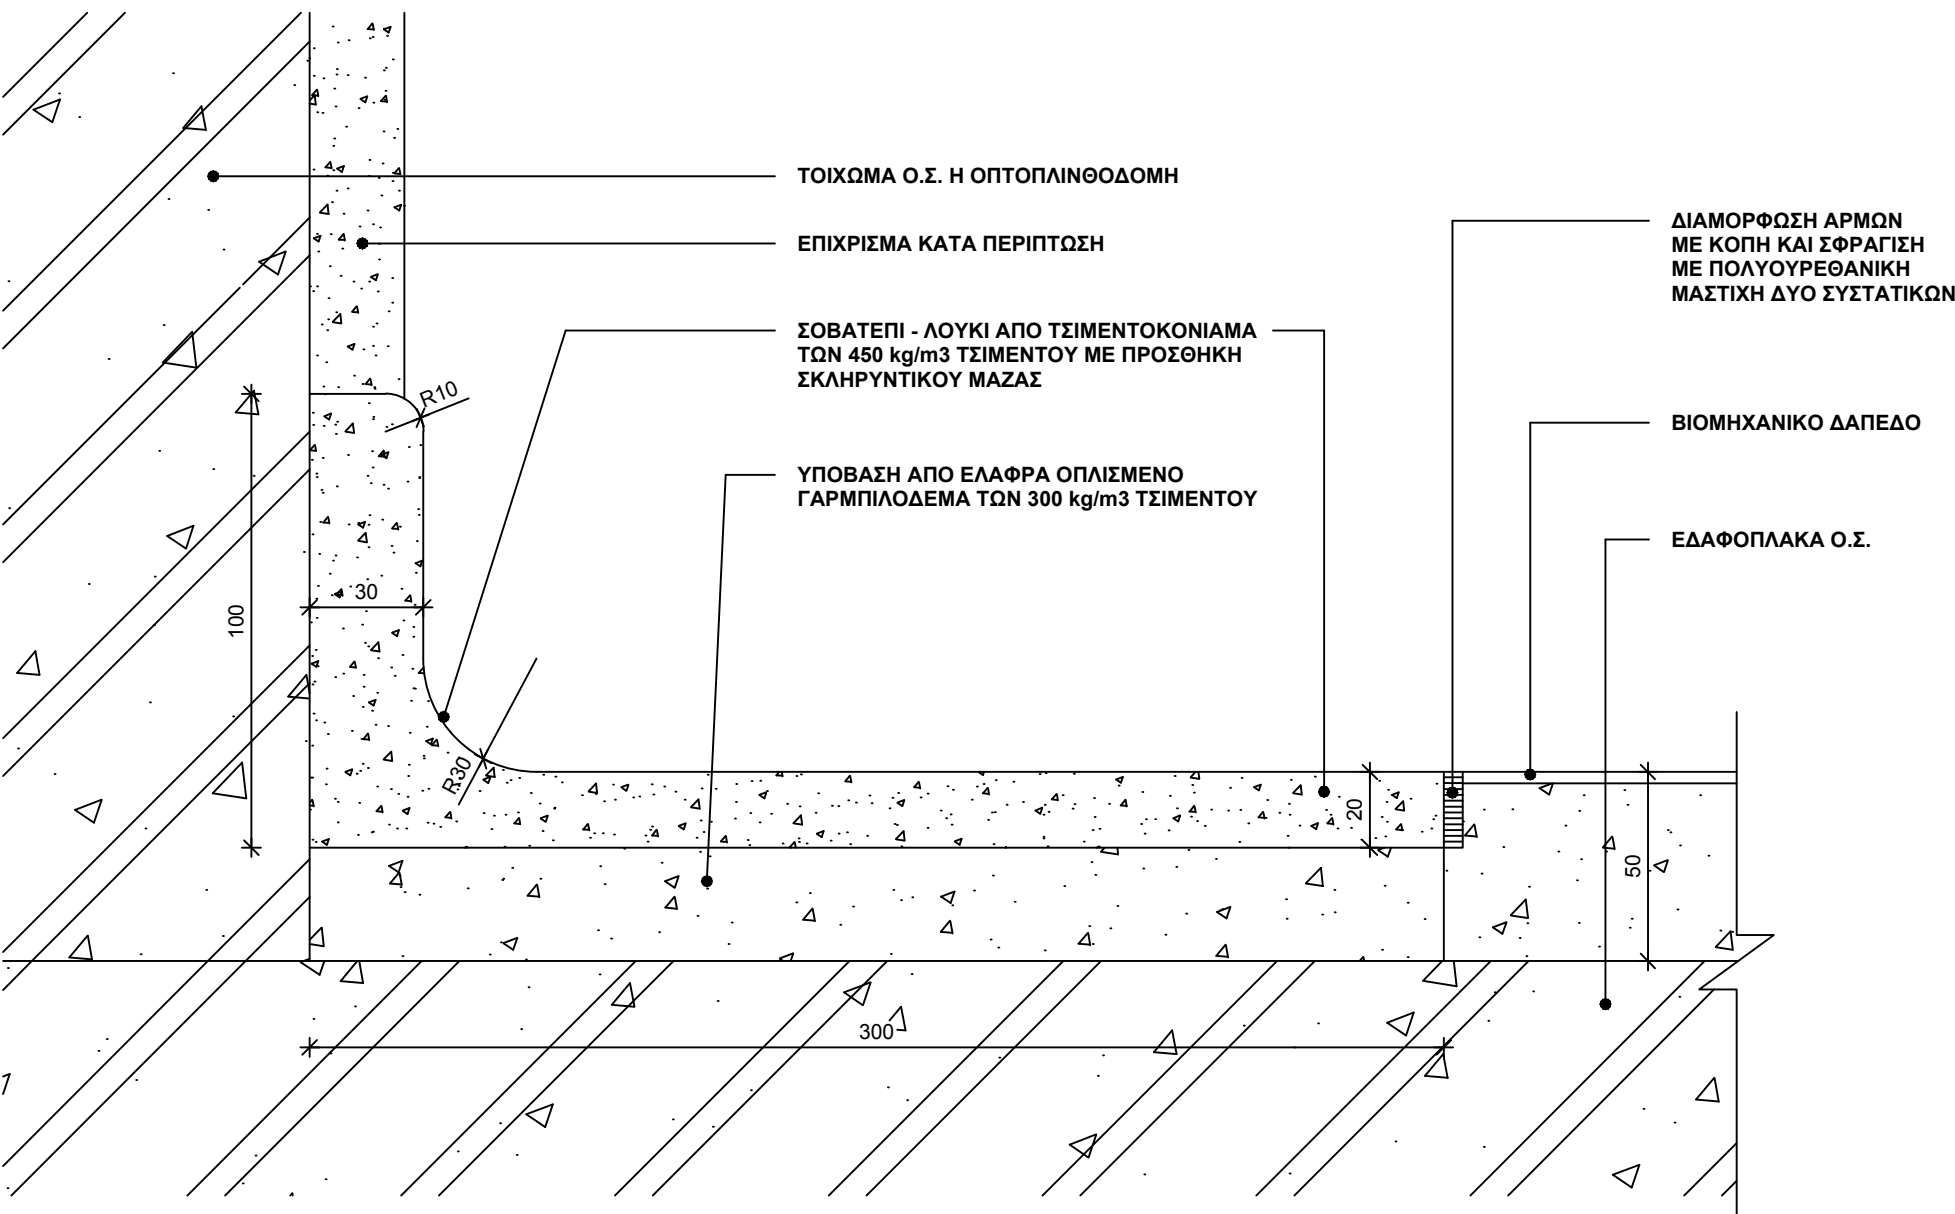 ΤΟΙΧΩΜΑ Ο.Σ. Η ΟΠΤΟΠΛΙΝΘΟΔΟΜΗ
ΕΠΙΧΡΙΣΜΑ ΚΑΤΑ ΠΕΡΙΠΤΩΣΗ
ΣΟΒΑΤΕΠΙ - ΛΟΥΚΙ ΑΠΟ ΤΣΙΜΕΝΤΟΚΟΝΙΑΜΑ
ΤΩΝ 450 kg/m3 ΤΣΙΜΕΝΤΟΥ ΜΕ ΠΡΟΣΘΗΚΗ
ΣΚΛΗΡΥΝΤΙΚΟΥ ΜΑΖΑΣ
ΥΠΟΒΑΣΗ ΑΠΟ ΕΛΑΦΡΑ ΟΠΛΙΣΜΕΝΟ
ΓΑΡΜΠΙΛΟΔΕΜΑ ΤΩΝ 300 kg/m3 ΤΣΙΜΕΝΤΟΥ
ΔΙΑΜΟΡΦΩΣΗ ΑΡΜΩΝ
ΜΕ ΚΟΠΗ ΚΑΙ ΣΦΡΑΓΙΣΗ
ΜΕ ΠΟΛΥΟΥΡΕΘΑΝΙΚΗ
ΜΑΣΤΙΧΗ ΔΥΟ ΣΥΣΤΑΤΙΚΩΝ
ΒΙΟΜΗΧΑΝΙΚΟ ΔΑΠΕΔΟ
ΕΔΑΦΟΠΛΑΚΑ Ο.Σ.
R10
30
100
R30
20
50
300